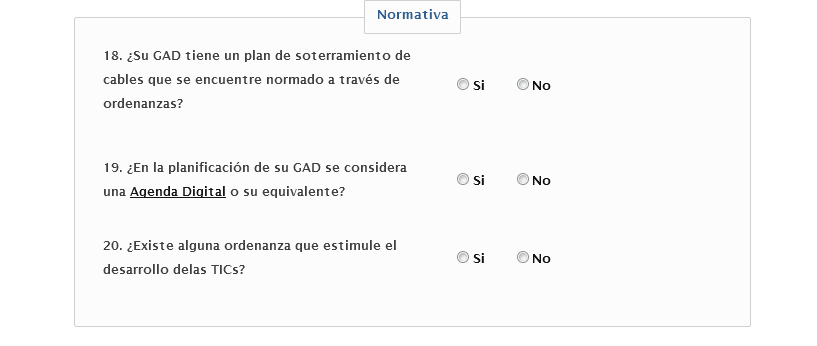 Normativa
18. ¿Su GAD tiene un plan de soterramiento de
cables que se encuentre normado a través de
ordenanzas?
Si No
19. ¿En la planificación de su GAD se considera
una Agenda Digital o su equivalente?
Si No
20. ¿Existe alguna ordenanza que estimule el
desarrollo delas TICs?
Si No